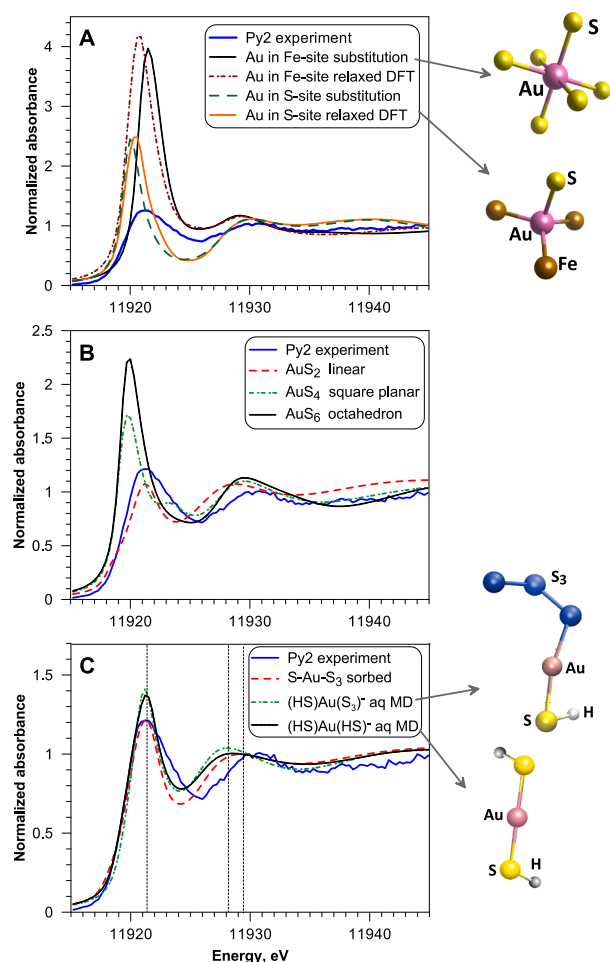 A
Py2 experiment
Au in Fe-site substitution
Au in Fe-site relaxed DFT
Au in S-site substitution
Au in S-site relaxed DFT
Normalized absorbance
4
3
2
1
0
11920
11930
11940
S
Au
S
Au
Fe
B
Py2 experiment
AuS₂ linear
AuS₄ square planar
AuS₆ octahedron
Normalized absorbance
2.5
2
1.5
1
0.5
0
11920
11930
11940
C
Py2 experiment
S-Au-S₃ sorbed
(HS)Au(S₃)⁻ aq MD
(HS)Au(HS)⁻ aq MD
Normalized absorbance
1.5
1
0.5
0
11920
11930
11940
Energy, eV
S₃
Au
S
H
Au
S
H